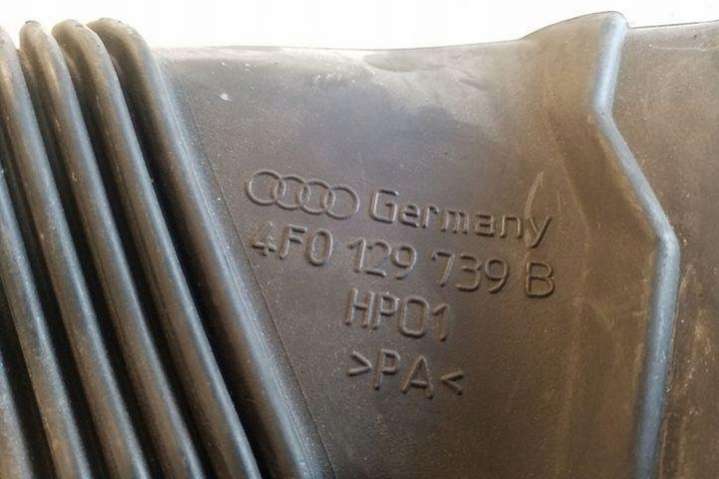 Germany
4F0 129 739 B
HP01
>PA<